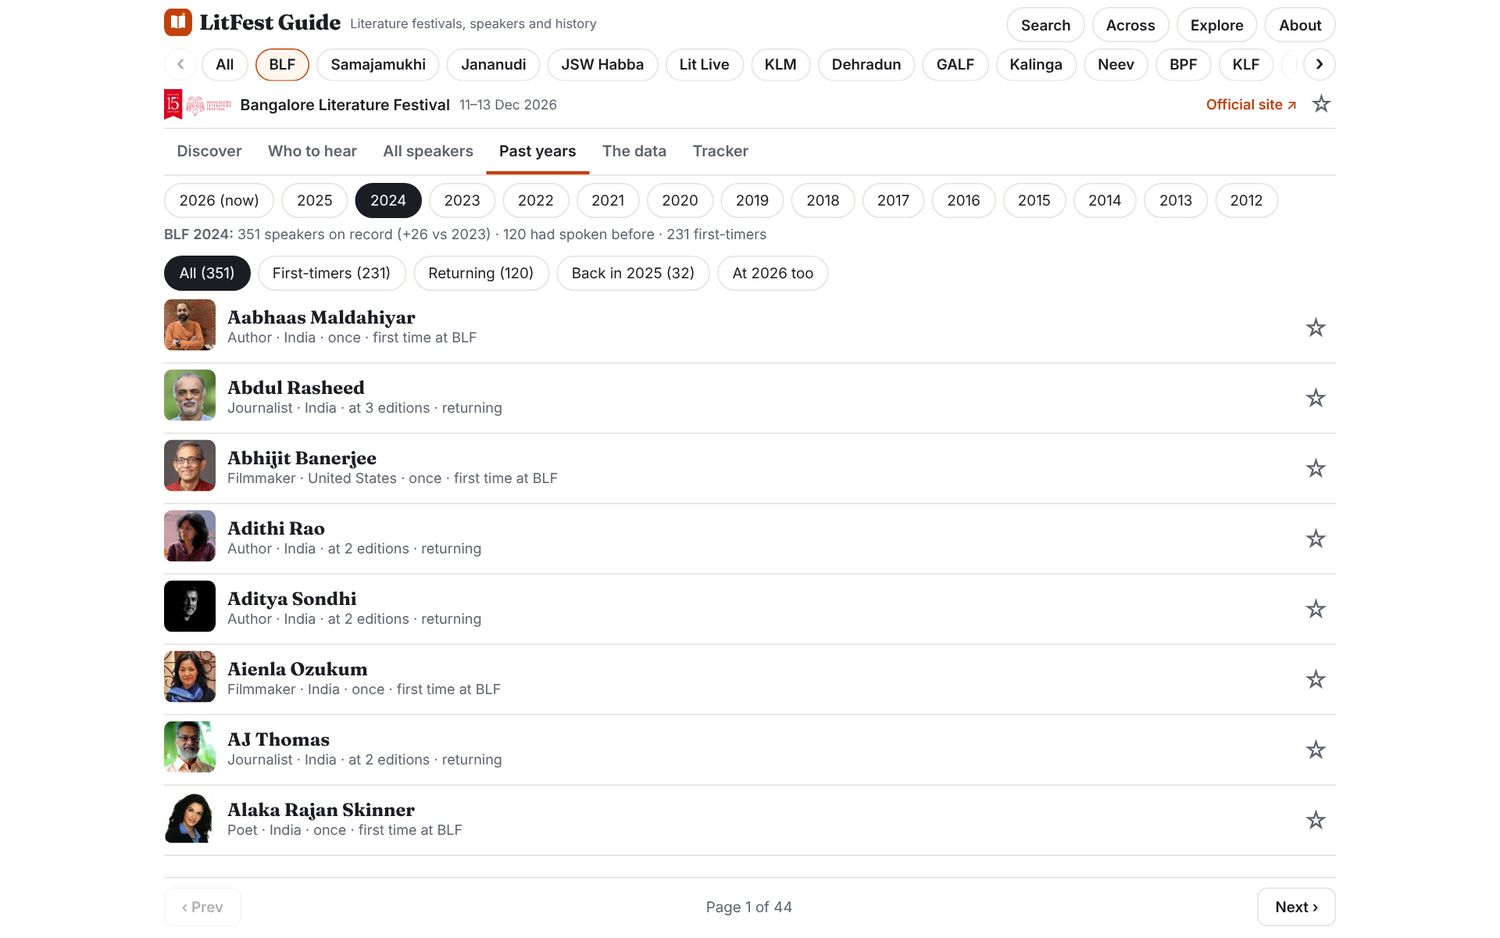 LitFest Guide Literature festivals, speakers and history Search Across Explore About
‹ All BLF Samajamukhi Jananudi JSW Habba Lit Live KLM Dehradun GALF Kalinga Neev BPF KLF ›
15 Bangalore Literature Festival 11–13 Dec 2026 Official site ↗ ☆
Discover Who to hear All speakers Past years The data Tracker
2026 (now) 2025 2024 2023 2022 2021 2020 2019 2018 2017 2016 2015 2014 2013 2012
BLF 2024: 351 speakers on record (+26 vs 2023) · 120 had spoken before · 231 first-timers
All (351) First-timers (231) Returning (120) Back in 2025 (32) At 2026 too
Aabhaas Maldahiyar
Author · India · once · first time at BLF
Abdul Rasheed
Journalist · India · at 3 editions · returning
Abhijit Banerjee
Filmmaker · United States · once · first time at BLF
Adithi Rao
Author · India · at 2 editions · returning
Aditya Sondhi
Author · India · at 2 editions · returning
Aienla Ozukum
Filmmaker · India · once · first time at BLF
AJ Thomas
Journalist · India · at 2 editions · returning
Alaka Rajan Skinner
Poet · India · once · first time at BLF
‹ Prev Page 1 of 44 Next ›